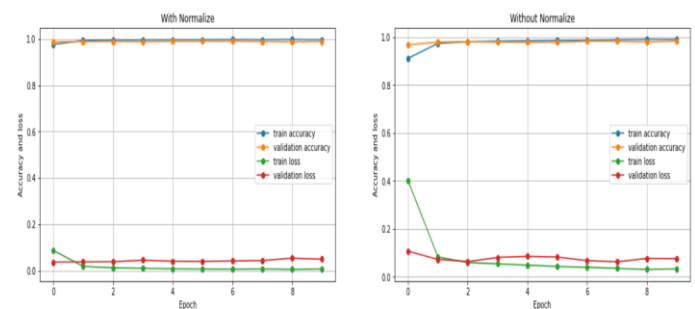 With Normalize
1.0
0.8
0.6
0.4
0.2
0.0
Accuracy and loss
train accuracy
validation accuracy
train loss
validation loss
0 2 4 6 8
Epoch
Without Normalize
1.0
0.8
0.6
0.4
0.2
0.0
Accuracy and loss
train accuracy
validation accuracy
train loss
validation loss
0 2 4 6 8
Epoch